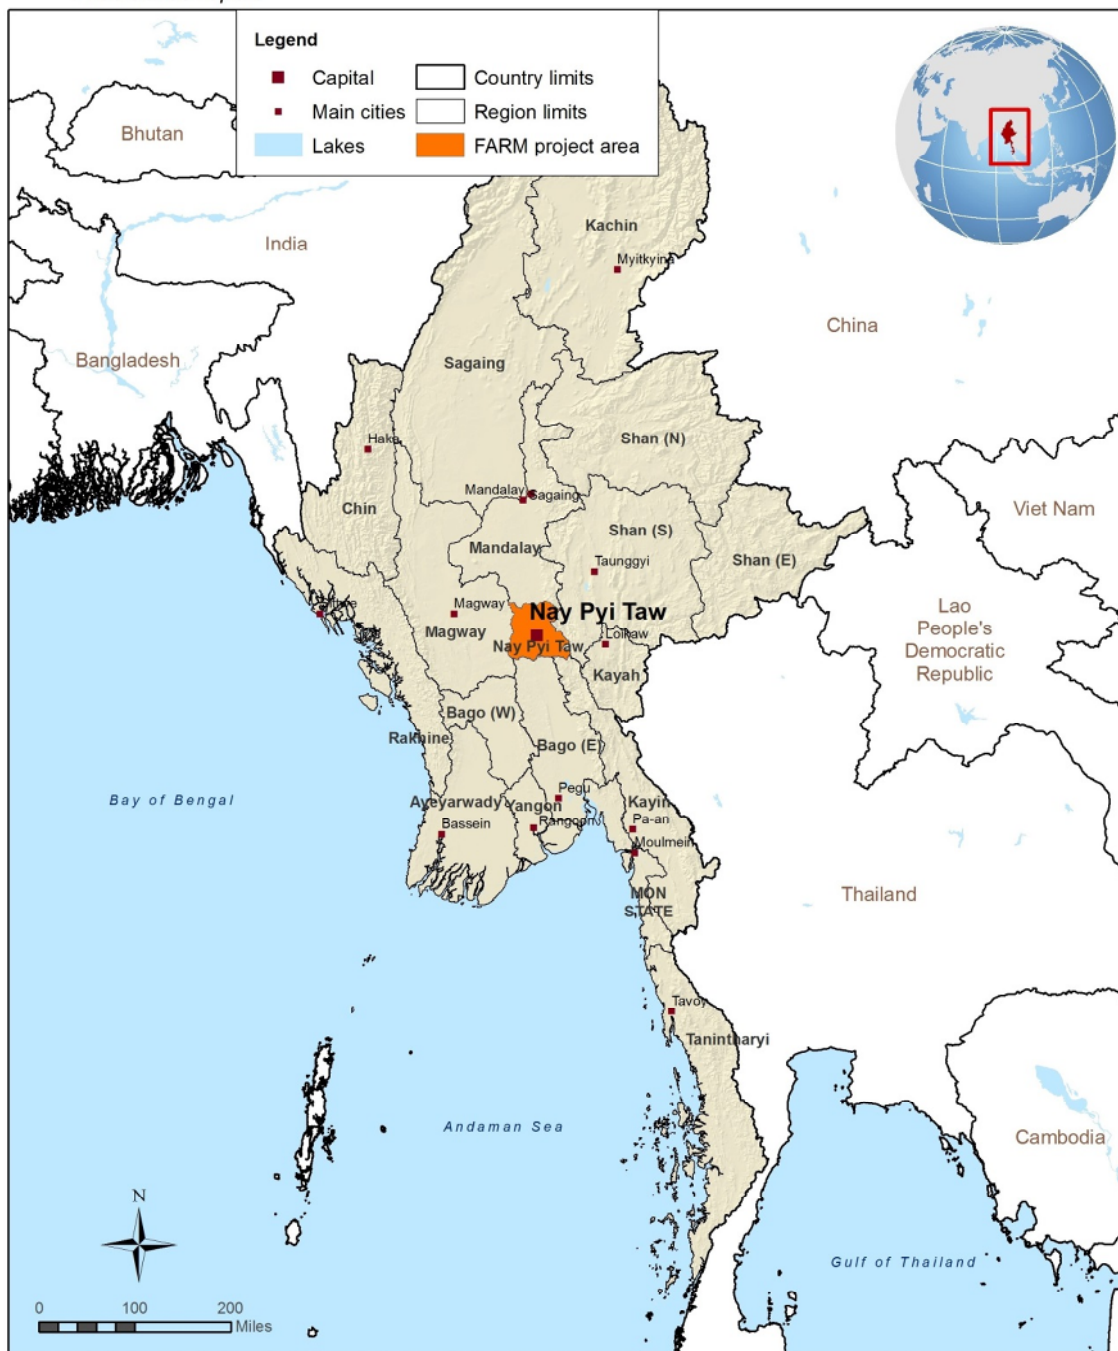 Legend
Capital
Country limits
Main cities
Region limits
Lakes
FARM project area
Bhutan
India
Bangladesh
China
Viet Nam
Lao
People's
Democratic
Republic
Thailand
Cambodia
Kachin
Myitkyina
Sagaing
Shan (N)
Haka
Chin
Mandalay
Sagaing
Mandalay
Shan (S)
Shan (E)
Taunggyi
Magway
Magway
Nay Pyi Taw
Nay Pyi Taw
Loikaw
Kayah
Bago (W)
Rakhine
Bago (E)
Pegu
Ayeyarwady
Yangon
Kayin
Bassein
Rangoon
Pa-an
Moulmein
MON
STATE
Tavoy
Tanintharyi
Bay of Bengal
Andaman Sea
Gulf of Thailand
N
0 100 200
Miles